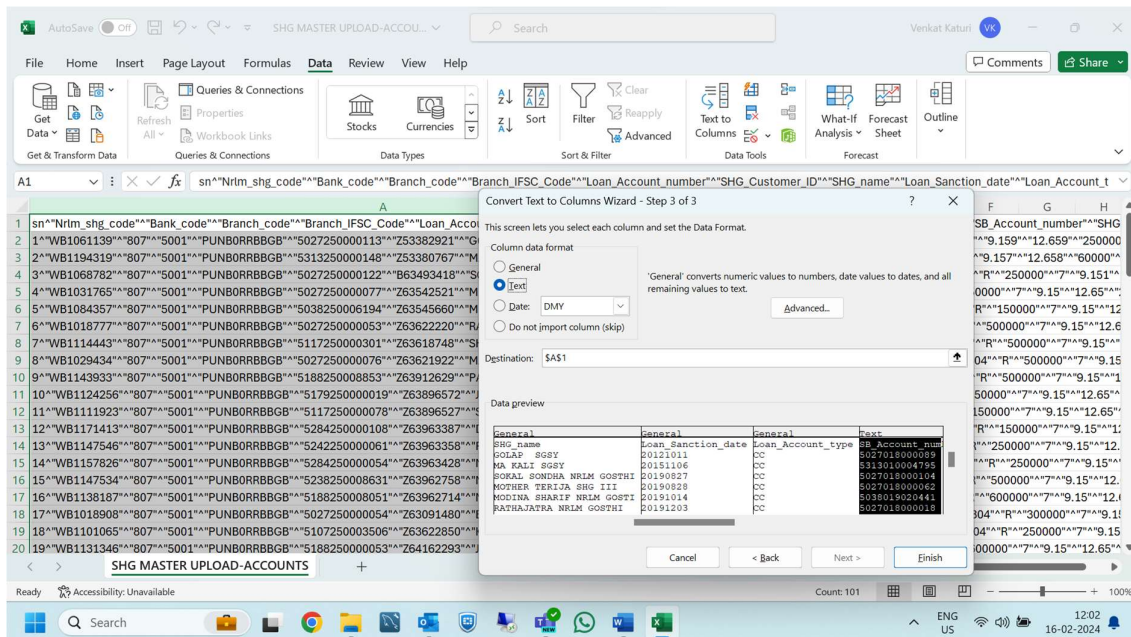 AutoSave Off SHG MASTER UPLOAD-ACCOU... Search Venkat Katuri VK
File Home Insert Page Layout Formulas Data Review View Help Comments Share
Get Data Refresh All Queries & Connections Properties Workbook Links Stocks Currencies Sort Filter Clear Reapply Advanced Text to Columns What-If Analysis Forecast Sheet Outline
Get & Transform Data Queries & Connections Data Types Sort & Filter Data Tools Forecast
A1 fx sn^"Nrlm_shg_code"^"Bank_code"^"Branch_code"^"Branch_IFSC_Code"^"Loan_Account_number"^"SHG_Customer_ID"^"SHG_name"^"Loan_Sanction_date"^"Loan_Account_t
A F G H
1 sn^"Nrlm_shg_code"^"Bank_code"^"Branch_code"^"Branch_IFSC_Code"^"Loan_Accou
SB_Account_number"^"SHG
2 1^"WB1061139"^"807"^"5001"^"PUNB0RRBBGB"^"5027250000113"^"Z53382921"^"G
^"9.159"^"12.659"^"250000
3 2^"WB1194319"^"807"^"5001"^"PUNB0RRBBGB"^"5313250000148"^"Z53380767"^"M
^"9.157"^"12.658"^"60000"^
4 3^"WB1068782"^"807"^"5001"^"PUNB0RRBBGB"^"5027250000122"^"B63493418"^"S
^"R"^"250000"^"7"^"9.151"^
5 4^"WB1031765"^"807"^"5001"^"PUNB0RRBBGB"^"5027250000077"^"Z63542521"^"M
0000"^"7"^"9.15"^"12.65"^"
6 5^"WB1084357"^"807"^"5001"^"PUNB0RRBBGB"^"5038250006194"^"Z63545660"^"M
R"^"150000"^"7"^"9.15"^"12
7 6^"WB1018777"^"807"^"5001"^"PUNB0RRBBGB"^"5027250000053"^"Z63622220"^"RA
^"500000"^"7"^"9.15"^"12.6
8 7^"WB1114443"^"807"^"5001"^"PUNB0RRBBGB"^"5117250000301"^"Z63618748"^"SI
^"R"^"500000"^"7"^"9.15"^"
9 8^"WB1029434"^"807"^"5001"^"PUNB0RRBBGB"^"5027250000076"^"Z63621922"^"M
04"^"R"^"500000"^"7"^"9.15
10 9^"WB1143933"^"807"^"5001"^"PUNB0RRBBGB"^"5188250008853"^"Z63912629"^"P
"R"^"500000"^"7"^"9.15"^"1
11 10^"WB1124256"^"807"^"5001"^"PUNB0RRBBGB"^"5179250000019"^"Z63896572"^"
50000"^"7"^"9.15"^"12.65"^
12 11^"WB1111923"^"807"^"5001"^"PUNB0RRBBGB"^"5117250000078"^"Z63896527"^"S
150000"^"7"^"9.15"^"12.65"^
13 12^"WB1171413"^"807"^"5001"^"PUNB0RRBBGB"^"5284250000108"^"Z63963387"^"
"R"^"150000"^"7"^"9.15"^"12
14 13^"WB1147546"^"807"^"5001"^"PUNB0RRBBGB"^"5242250000061"^"Z63963358"^"
^"250000"^"7"^"9.15"^"12.
15 14^"WB1157826"^"807"^"5001"^"PUNB0RRBBGB"^"5284250000054"^"Z63963428"^"
^"R"^"250000"^"7"^"9.15"^
16 15^"WB1147534"^"807"^"5001"^"PUNB0RRBBGB"^"5238250008631"^"Z63962758"^"
^"500000"^"7"^"9.15"^"12.
17 16^"WB1138187"^"807"^"5001"^"PUNB0RRBBGB"^"5188250008051"^"Z63962714"^"
^"600000"^"7"^"9.15"^"12.
18 17^"WB1018908"^"807"^"5001"^"PUNB0RRBBGB"^"5027250000054"^"Z63091480"^"
304"^"R"^"300000"^"7"^"9.1
19 18^"WB1101065"^"807"^"5001"^"PUNB0RRBBGB"^"5107250003506"^"Z63622850"^"
04"^"R"^"250000"^"7"^"9.15
20 19^"WB1131346"^"807"^"5001"^"PUNB0RRBBGB"^"5188250000053"^"Z64162293"^"
00000"^"7"^"9.15"^"12.65"^
Convert Text to Columns Wizard - Step 3 of 3 ?
This screen lets you select each column and set the Data Format.
Column data format
General
Text
Date: DMY
Do not import column (skip)
'General' converts numeric values to numbers, date values to dates, and all
remaining values to text.
Advanced...
Destination: $A$1
Data preview
General General General Text
SHG_name Loan_Sanction_date Loan_Account_type SB_Account_num
GOLAP SGSY 20121011 CC 5027018000089
MA KALI SGSY 20151106 CC 5313010004795
SOKAL SONDHA NRLM GOSTHI 20190827 CC 5027018000104
MOTHER TERIJA SHG III 20190828 CC 5027018000062
MODINA SHARIF NRLM GOSTI 20191014 CC 5038019020441
RATHAJATRA NRLM GOSTHI 20191203 CC 5027018000018
Cancel < Back Next > Finish
SHG MASTER UPLOAD-ACCOUNTS
Ready Accessibility: Unavailable Count: 101 100%
Search NEW ENG US 12:02 16-02-2024